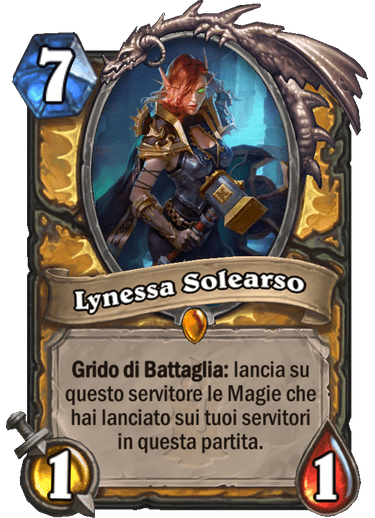 7
Lynessa Solearso
Grido di Battaglia: lancia su
questo servitore le Magie che
hai lanciato sui tuoi servitori
in questa partita.
1
1